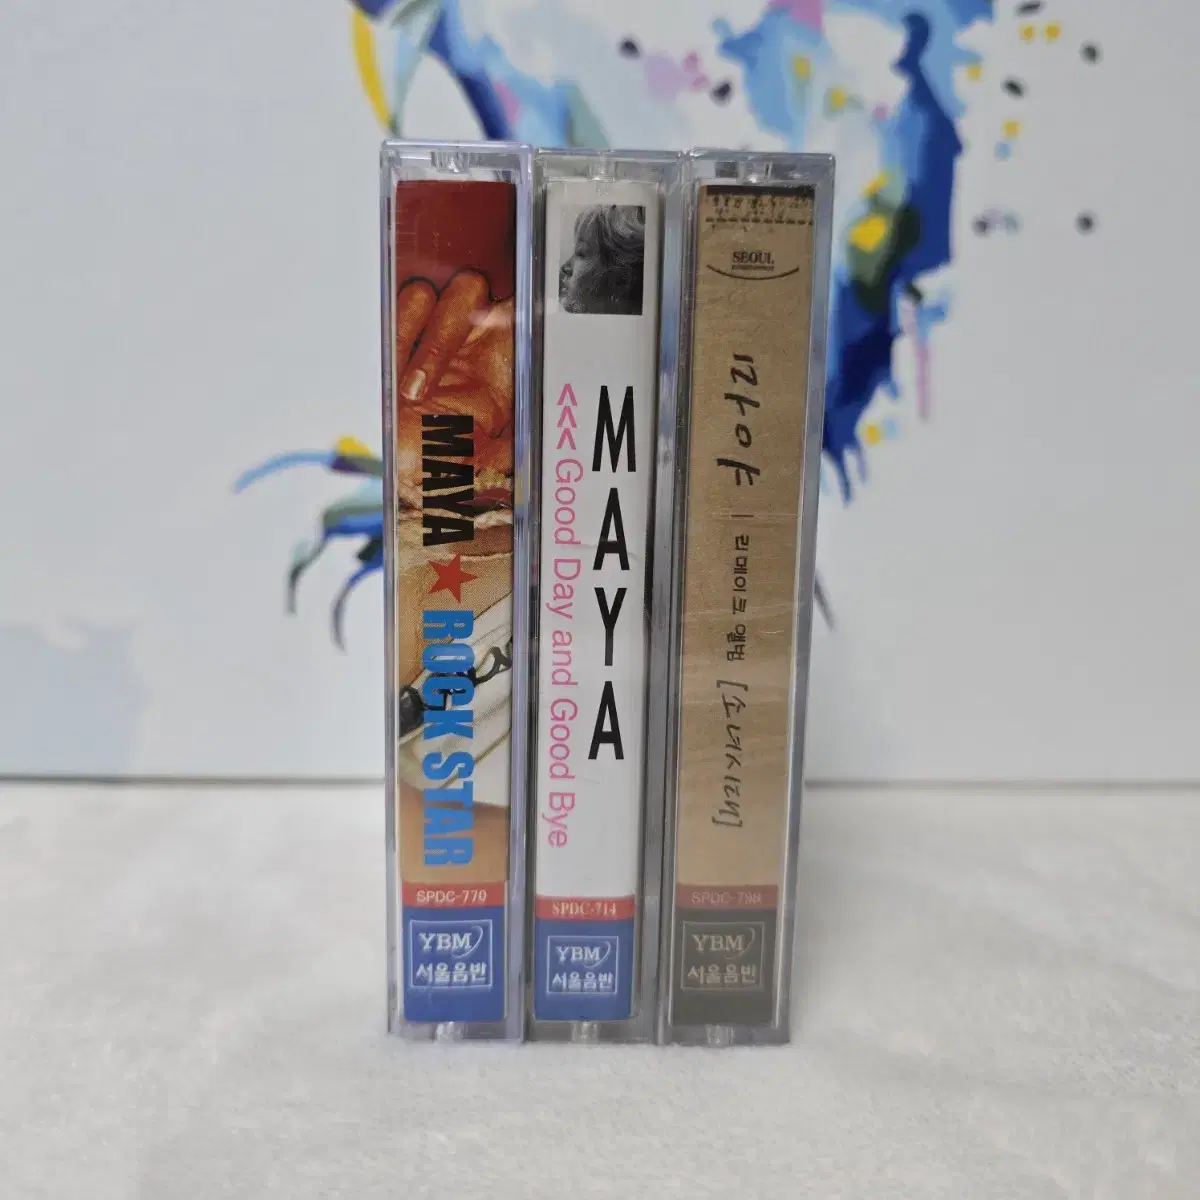 MAYA★ROCK STAR
SPDC-770
YBM
서울음반
MAYA
<<<Good Day and Good Bye
SPDC-714
YBM
서울음반
SEOUL
마야 | 리메이크앨범 [소녀시대]
SPDC-798
YBM
서울음반